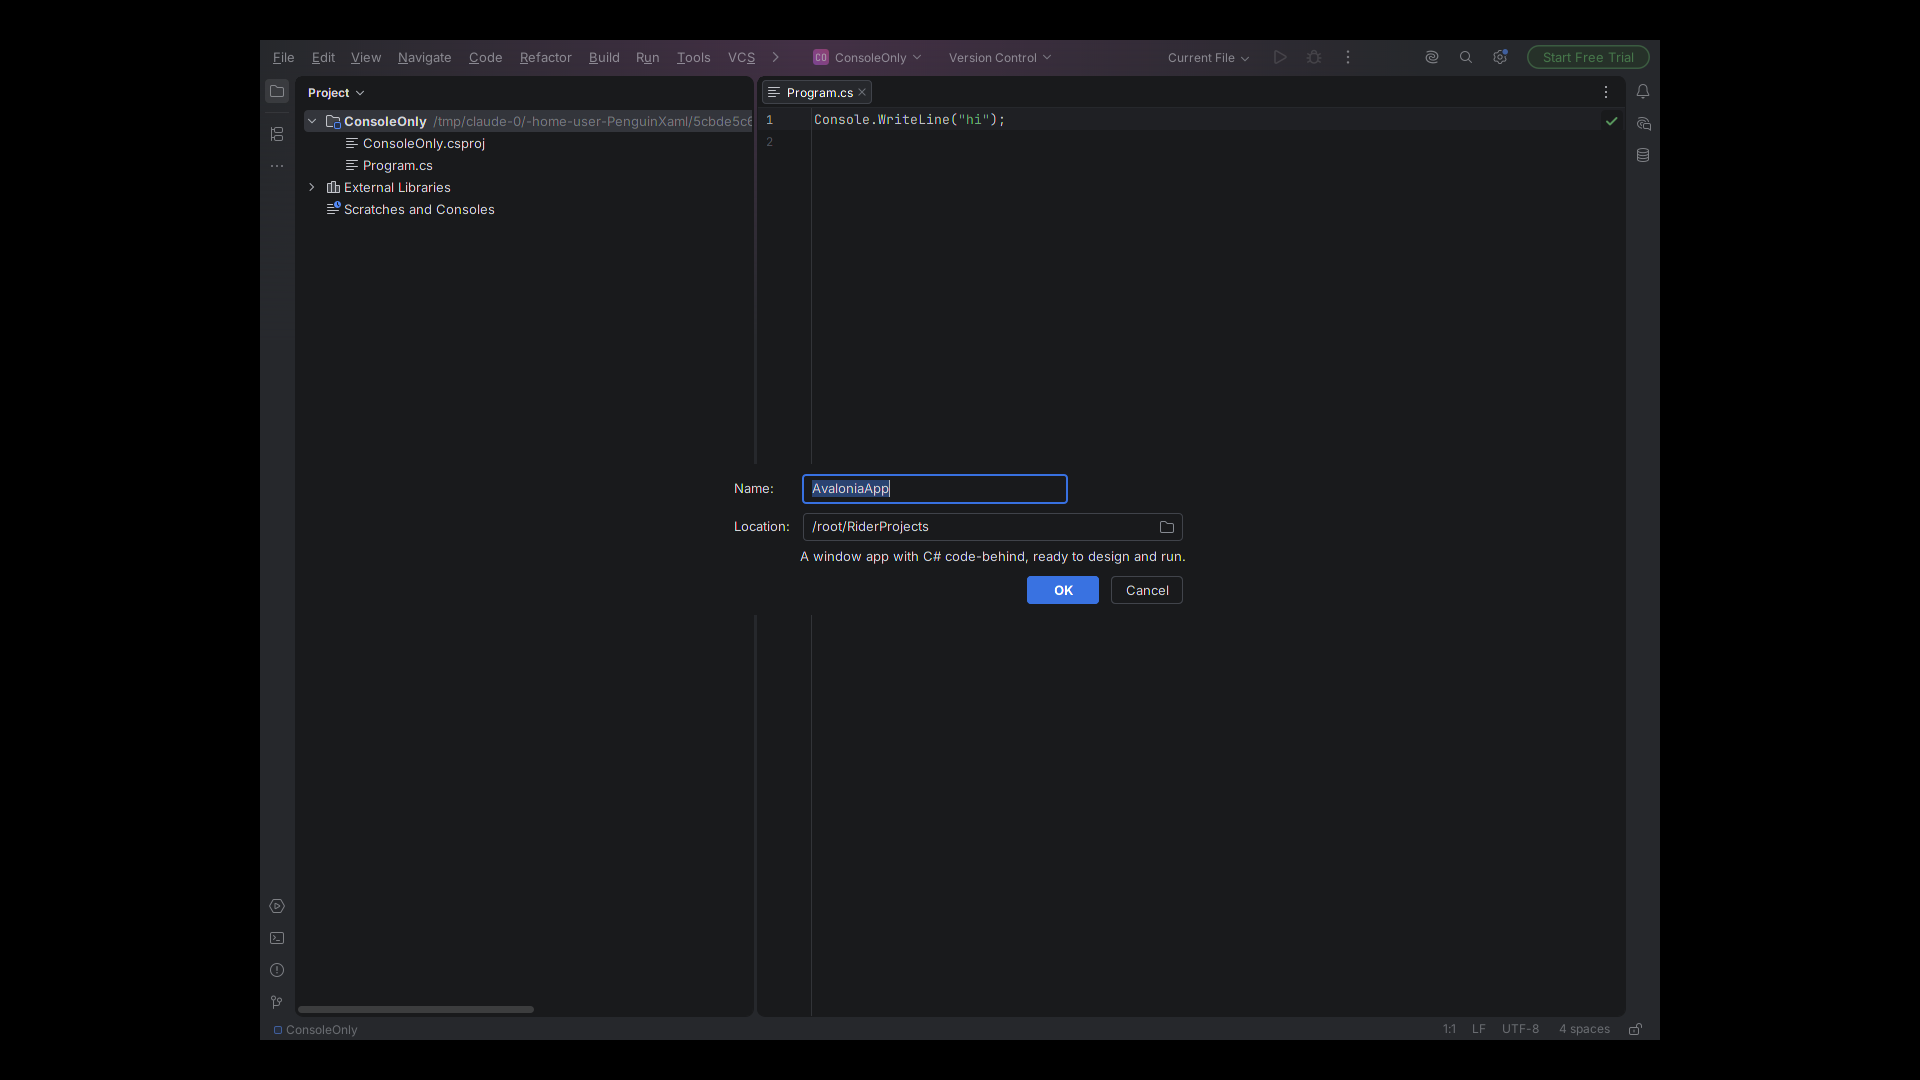 File Edit View Navigate Code Refactor Build Run Tools VCS CO ConsoleOnly Version Control Current File Start Free Trial
Project
Program.cs
ConsoleOnly /tmp/claude-0/-home-user-PenguinXaml/5cbde5c6
1 Console.WriteLine("hi");
ConsoleOnly.csproj
2
Program.cs
External Libraries
Scratches and Consoles
Name: AvaloniaApp
Location: /root/RiderProjects
A window app with C# code-behind, ready to design and run.
OK Cancel
ConsoleOnly 1:1 LF UTF-8 4 spaces